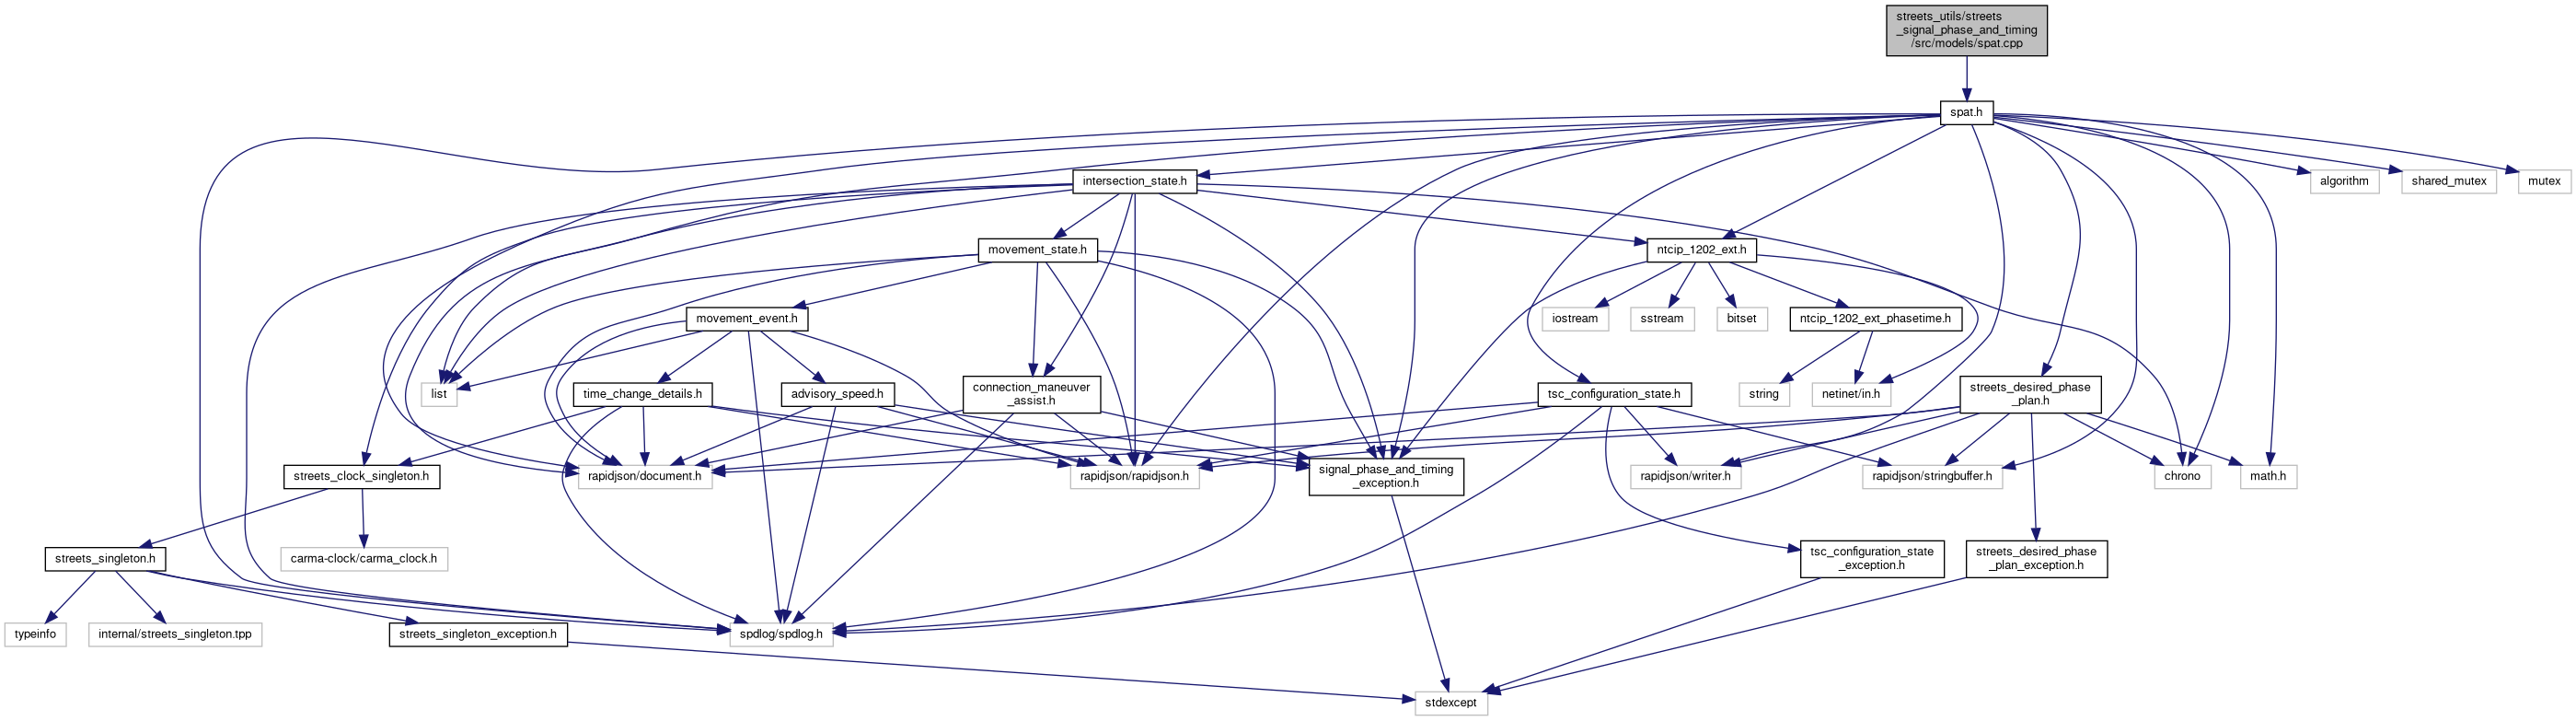 streets_utils/streets
_signal_phase_and_timing
/src/models/spat.cpp
spat.h
intersection_state.h
algorithm
shared_mutex
mutex
movement_state.h
ntcip_1202_ext.h
movement_event.h
iostream
sstream
bitset
ntcip_1202_ext_phasetime.h
list
time_change_details.h
advisory_speed.h
connection_maneuver
_assist.h
tsc_configuration_state.h
string
netinet/in.h
streets_desired_phase
_plan.h
streets_clock_singleton.h
rapidjson/document.h
rapidjson/rapidjson.h
signal_phase_and_timing
_exception.h
rapidjson/writer.h
rapidjson/stringbuffer.h
chrono
math.h
streets_singleton.h
carma-clock/carma_clock.h
tsc_configuration_state
_exception.h
streets_desired_phase
_plan_exception.h
typeinfo
internal/streets_singleton.tpp
streets_singleton_exception.h
spdlog/spdlog.h
stdexcept